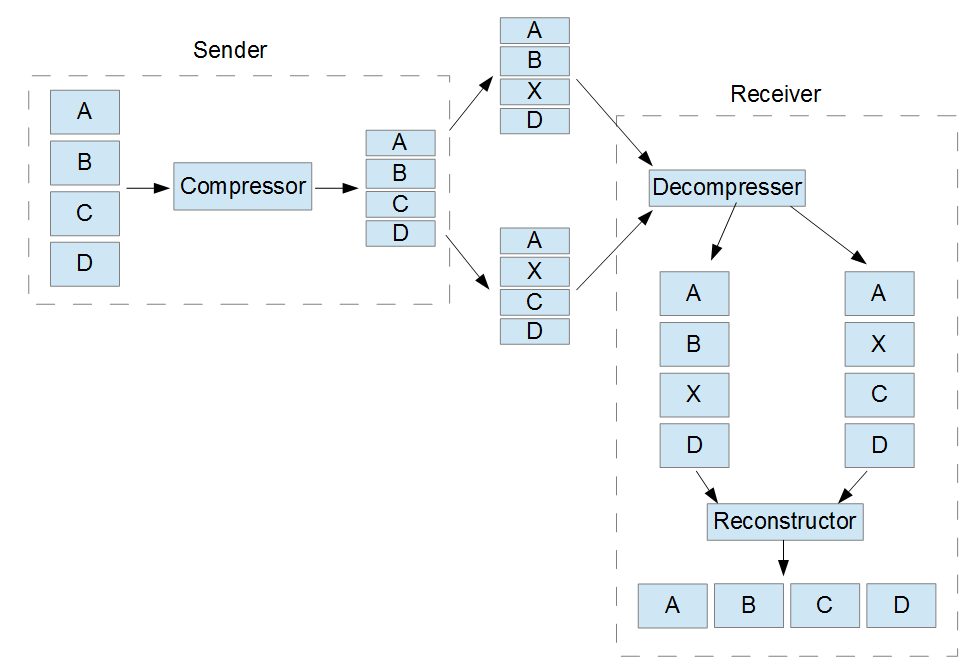 Sender
A
B
C
D
Compressor
A
B
C
D
A
B
X
D
A
X
C
D
Receiver
Decompresser
A
B
X
D
A
X
C
D
Reconstructor
A B C D